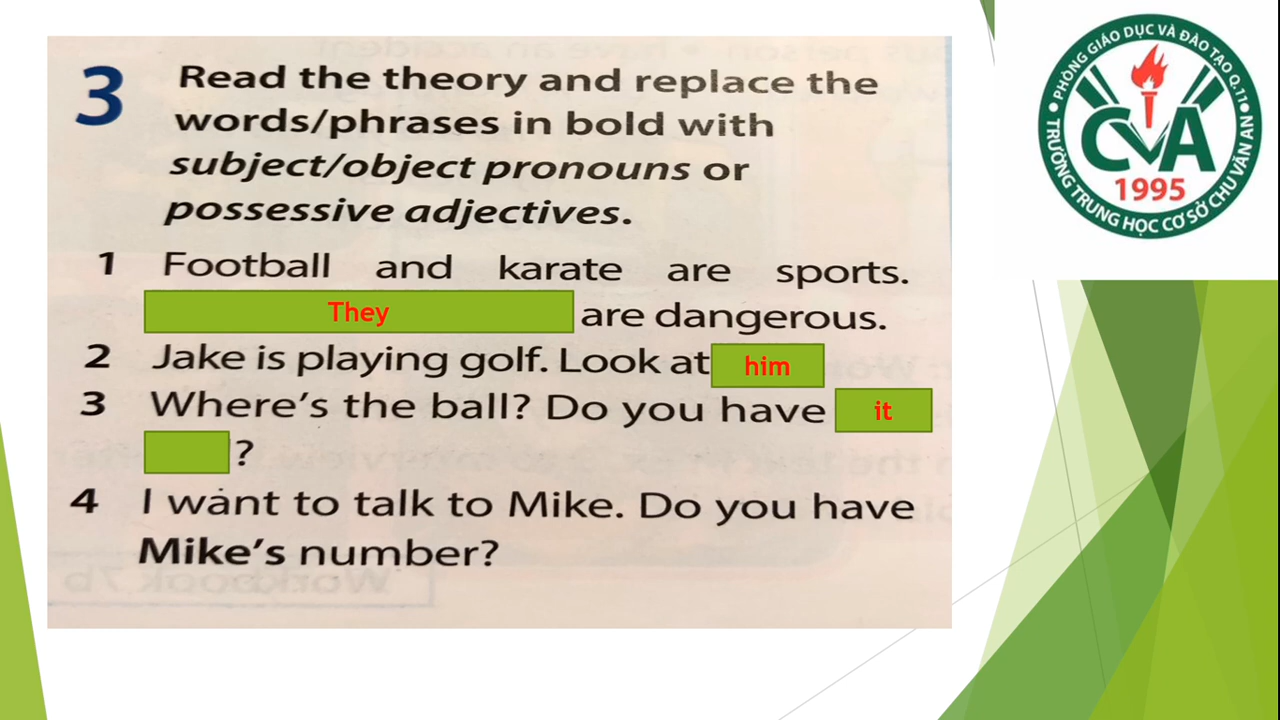 3 Read the theory and replace the
words/phrases in bold with
subject/object pronouns or
possessive adjectives.
1 Football and karate are sports.
They are dangerous.
2 Jake is playing golf. Look at him
3 Where's the ball? Do you have it
?
4 I want to talk to Mike. Do you have
Mike's number?
Workbook 7b
PHÒNG GIÁO DỤC VÀ ĐÀO TẠO Q.11
CVA
1995
TRƯỜNG TRUNG HỌC CƠ SỞ CHU VĂN AN